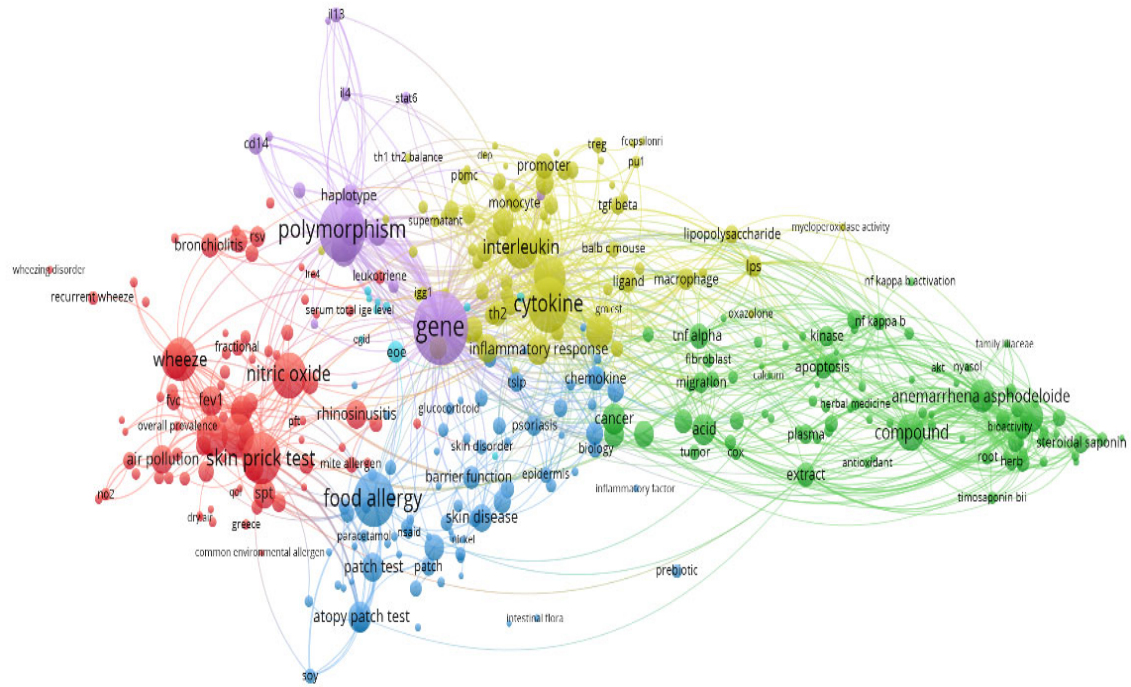 il13
il4
stat6
cd14
th1 th2 balance
dep
treg
fcepsilonri
promoter
pu1
pbmc
haplotype
monocyte
tgf beta
supernatant
polymorphism
interleukin
balb c mouse
lipopolysaccharide
myeloperoxidase activity
bronchiolitis
rsv
wheezing disorder
leukotriene
ltc4
lps
macrophage
ligand
nf kappa b activation
recurrent wheeze
igg1
cytokine
serum total ige level
th2
gmcsf
oxazolone
gene
nf kappa b
cgid
tnf alpha
kinase
fractional
eoe
inflammatory response
family liliaceae
wheeze
fibroblast
apoptosis
nitric oxide
tslp
chemokine
migration
calcium
akt
nyasol
fvc
fev1
glucocorticoid
herbal medicine
anemarrhena asphodeloide
rhinosinusitis
psoriasis
cancer
acid
pft
bioactivity
overall prevalence
skin disorder
biology
plasma
compound
steroidal saponin
tumor
cox
air pollution
skin prick test
mite allergen
barrier function
epidermis
antioxidant
root
herb
extract
no2
spt
food allergy
inflammatory factor
timosaponin bii
dry air
greece
skin disease
paracetamol
nsaid
nickel
common environmental allergen
patch test
patch
prebiotic
atopy patch test
intestinal flora
soy